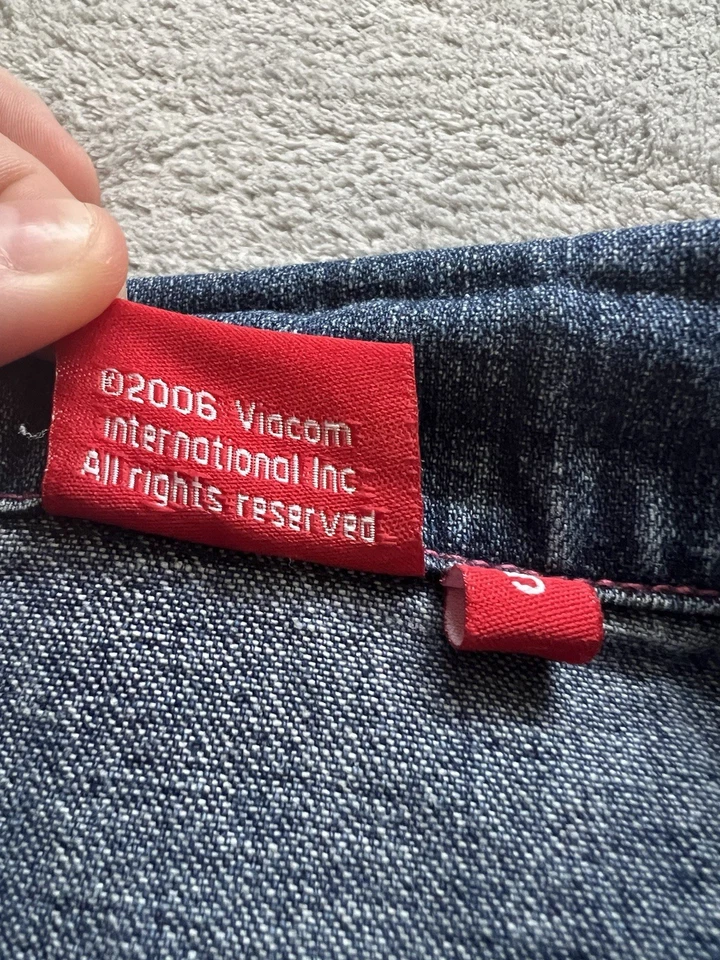 ©2006 Viacom
international Inc
All rights reserved